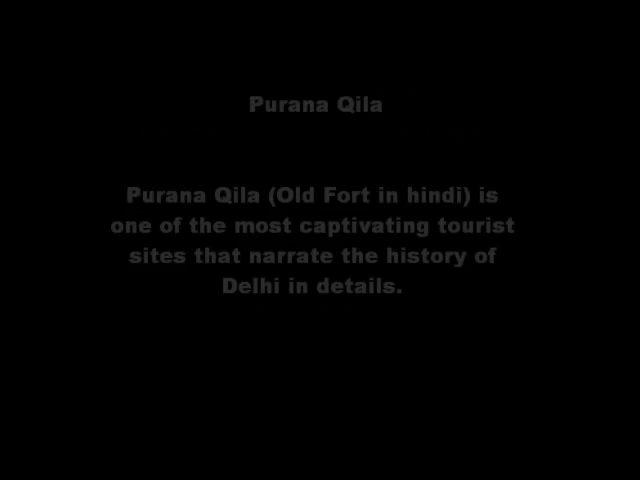 Purana Qila
Purana Qila (Old Fort in hindi) is
one of the most captivating tourist
sites that narrate the history of
Delhi in details.